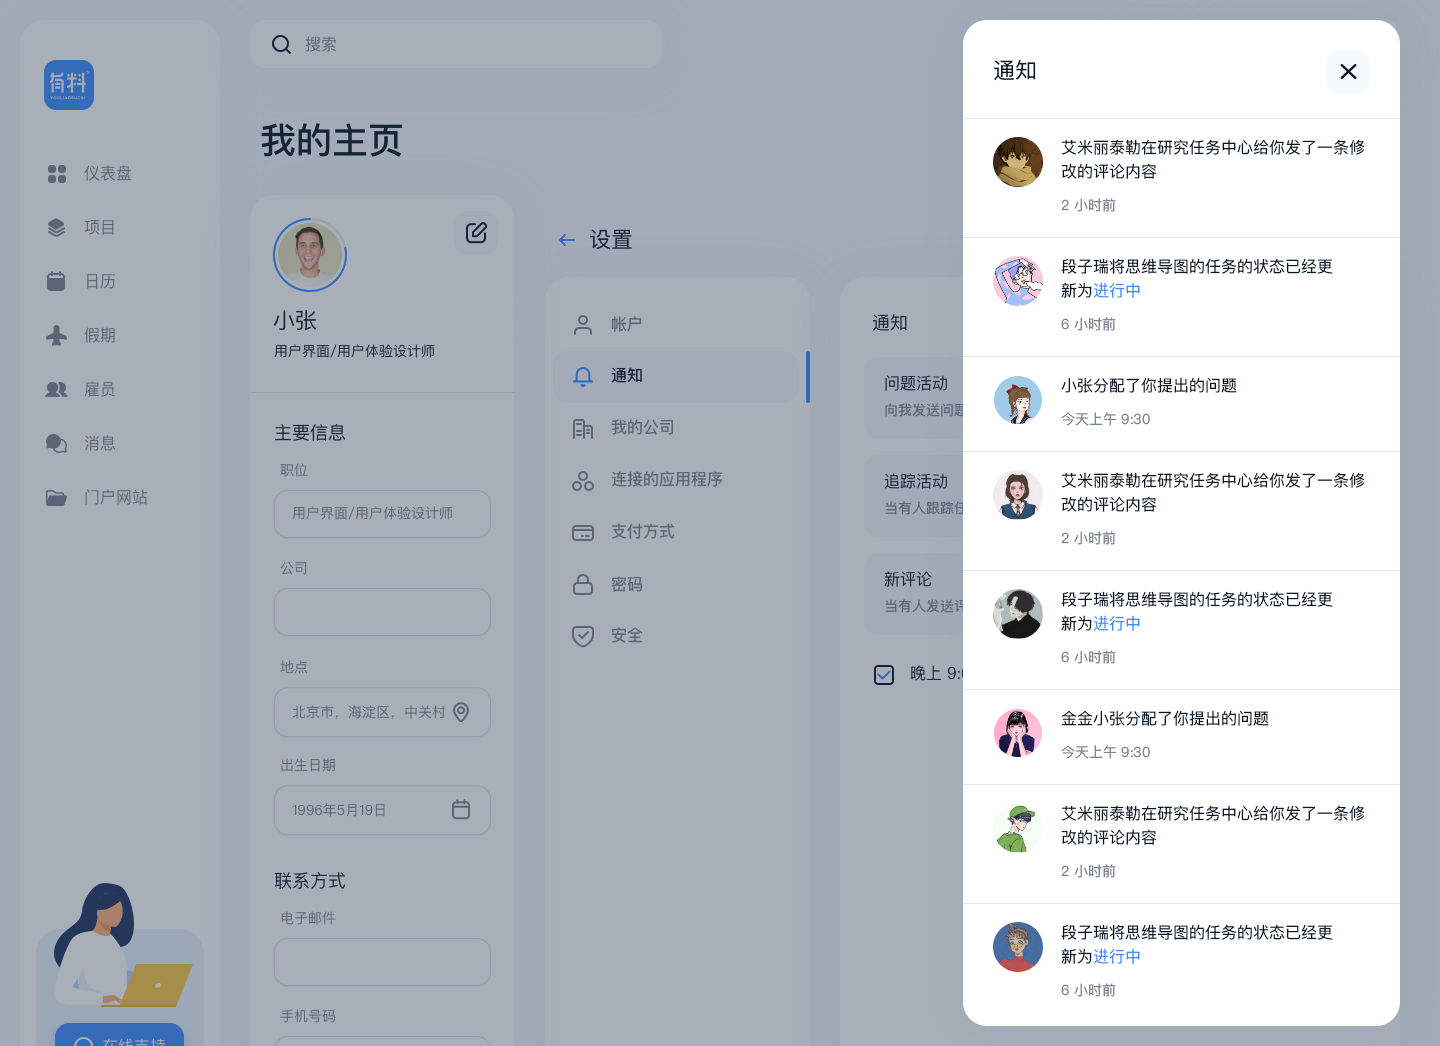 搜索
有料
仪表盘
项目
日历
假期
雇员
消息
门户网站
在线支持
我的主页
小张
用户界面/用户体验设计师
主要信息
职位
用户界面/用户体验设计师
公司
地点
北京市，海淀区，中关村
出生日期
1996年5月19日
联系方式
电子邮件
手机号码
设置
帐户
通知
我的公司
连接的应用程序
支付方式
密码
安全
通知
问题活动
向我发送问题
追踪活动
当有人跟踪任
新评论
当有人发送评
晚上 9:0
通知
艾米丽泰勒在研究任务中心给你发了一条修
改的评论内容
2 小时前
段子瑞将思维导图的任务的状态已经更
新为进行中
6 小时前
小张分配了你提出的问题
今天上午 9:30
艾米丽泰勒在研究任务中心给你发了一条修
改的评论内容
2 小时前
段子瑞将思维导图的任务的状态已经更
新为进行中
6 小时前
金金小张分配了你提出的问题
今天上午 9:30
艾米丽泰勒在研究任务中心给你发了一条修
改的评论内容
2 小时前
段子瑞将思维导图的任务的状态已经更
新为进行中
6 小时前